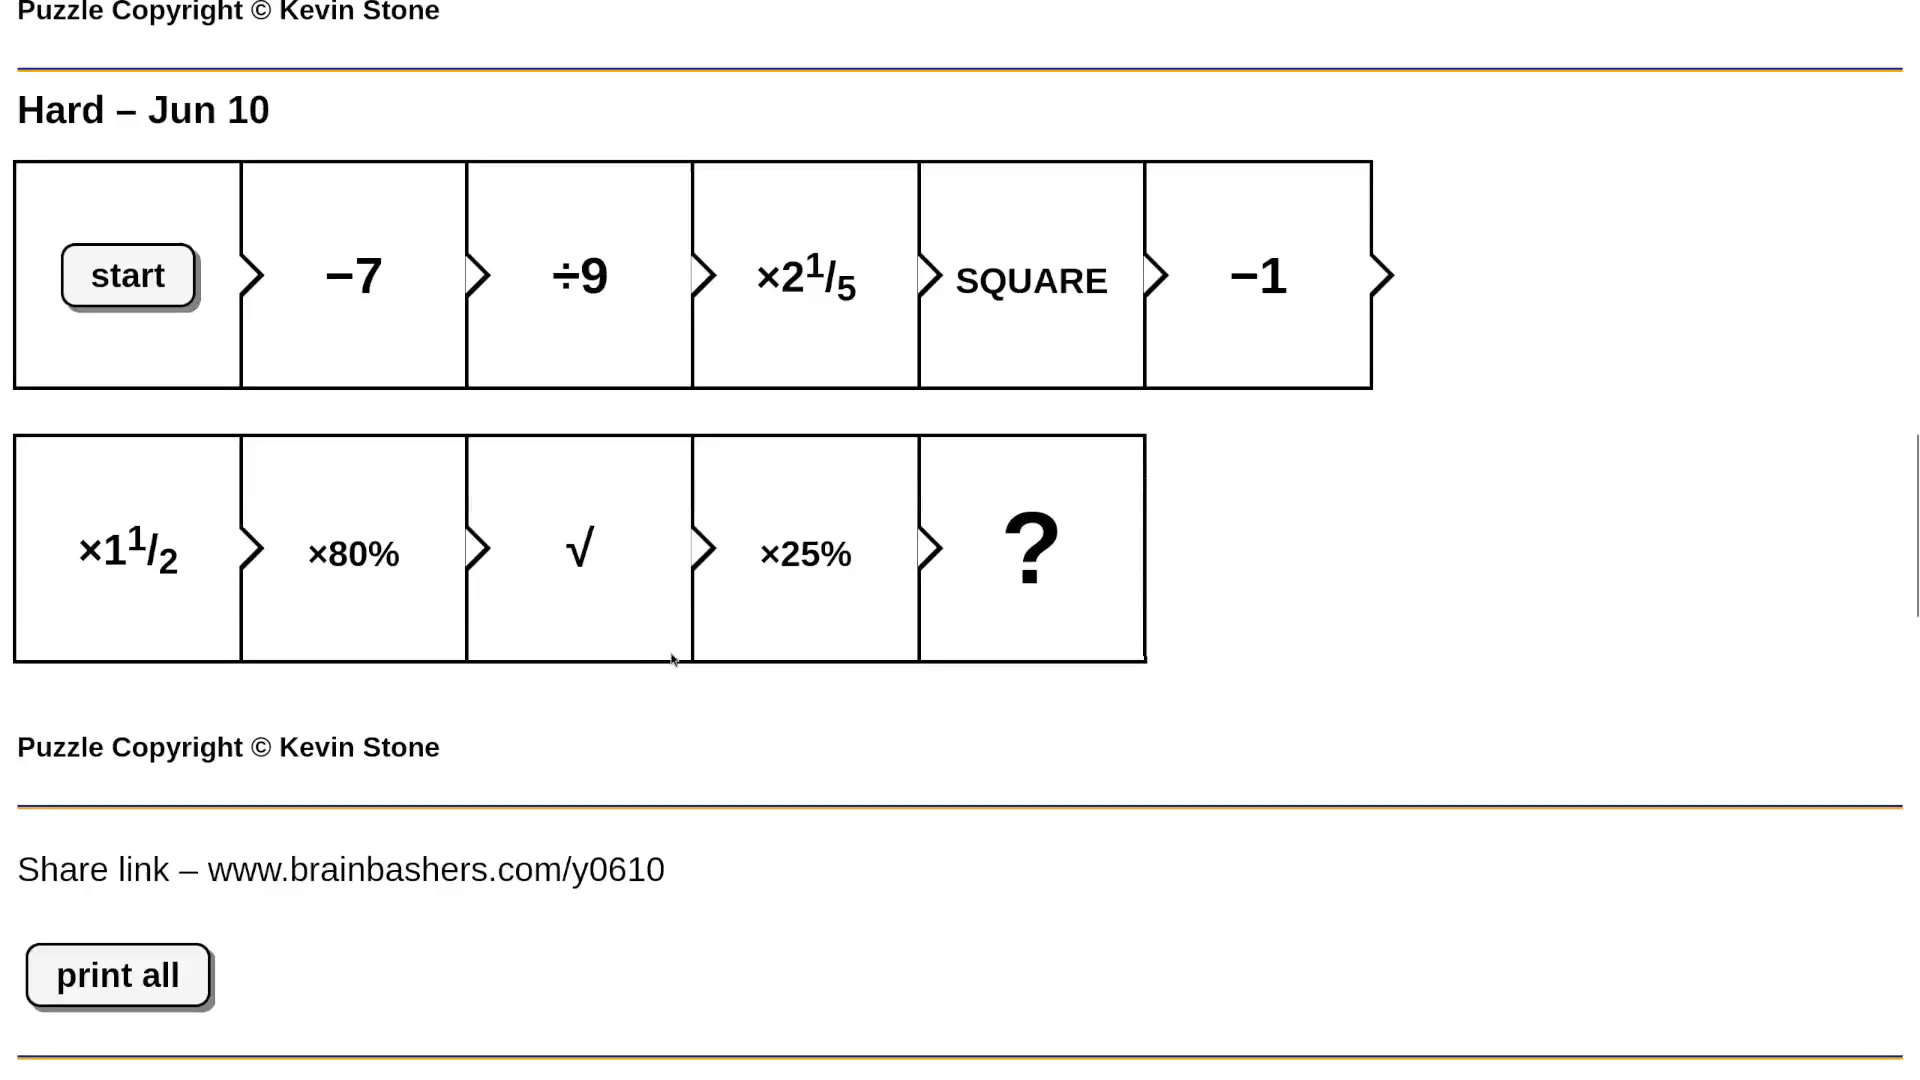 Puzzle Copyright © Kevin Stone
Hard – Jun 10
start −7 ÷9 ×2¹/₅ SQUARE −1
×1¹/₂ ×80% √ ×25% ?
Puzzle Copyright © Kevin Stone
Share link – www.brainbashers.com/y0610
print all